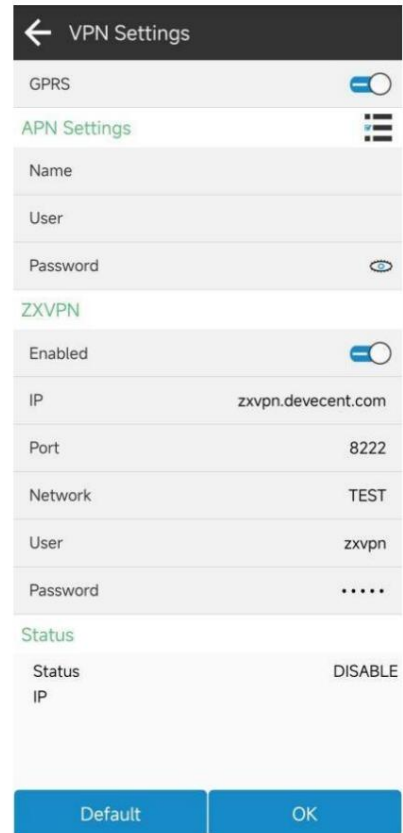 VPN Settings
GPRS
APN Settings
Name
User
Password
ZXVPN
Enabled
IP zxvpn.devecent.com
Port 8222
Network TEST
User zxvpn
Password •••••
Status
Status DISABLE
IP
Default OK